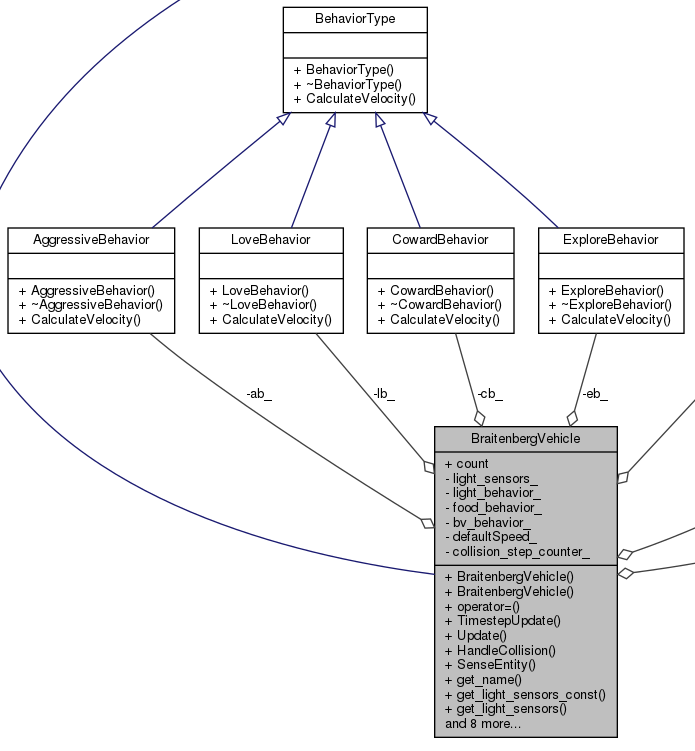 BehaviorType
+ BehaviorType()
+ ~BehaviorType()
+ CalculateVelocity()
AggressiveBehavior
+ AggressiveBehavior()
+ ~AggressiveBehavior()
+ CalculateVelocity()
LoveBehavior
+ LoveBehavior()
+ ~LoveBehavior()
+ CalculateVelocity()
CowardBehavior
+ CowardBehavior()
+ ~CowardBehavior()
+ CalculateVelocity()
ExploreBehavior
+ ExploreBehavior()
+ ~ExploreBehavior()
+ CalculateVelocity()
-ab_
-lb_
-cb_
-eb_
BraitenbergVehicle
+ count
- light_sensors_
- light_behavior_
- food_behavior_
- bv_behavior_
- defaultSpeed_
- collision_step_counter_
+ BraitenbergVehicle()
+ BraitenbergVehicle()
+ operator=()
+ TimestepUpdate()
+ Update()
+ HandleCollision()
+ SenseEntity()
+ get_name()
+ get_light_sensors_const()
+ get_light_sensors()
and 8 more...